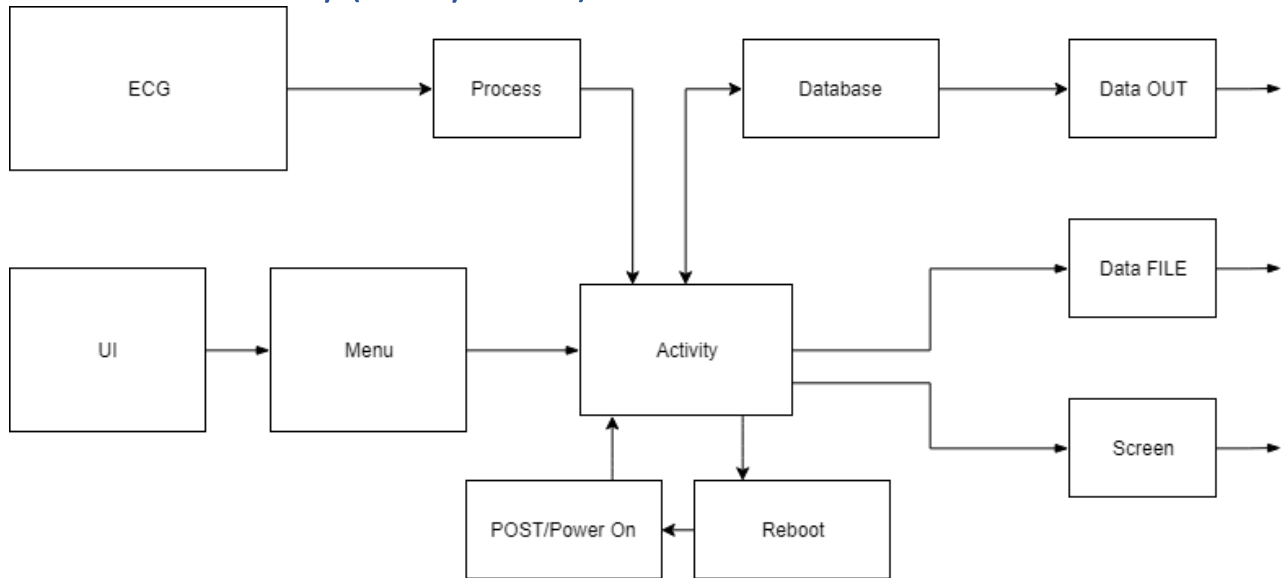 ECG
Process
Database
Data OUT
Data FILE
UI
Menu
Activity
Screen
POST/Power On
Reboot